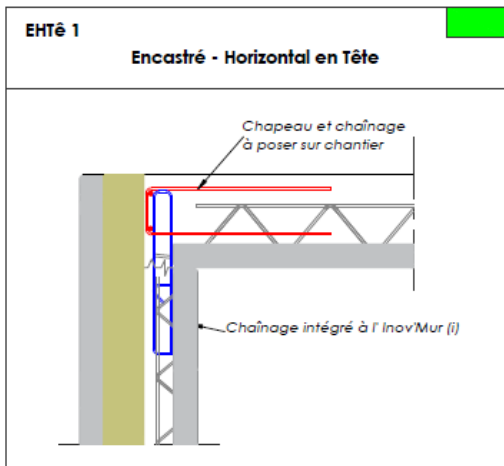 EHTê 1
Encastré - Horizontal en Tête
Chapeau et chaînage
à poser sur chantier
Chaînage intégré à l' Inov'Mur (i)